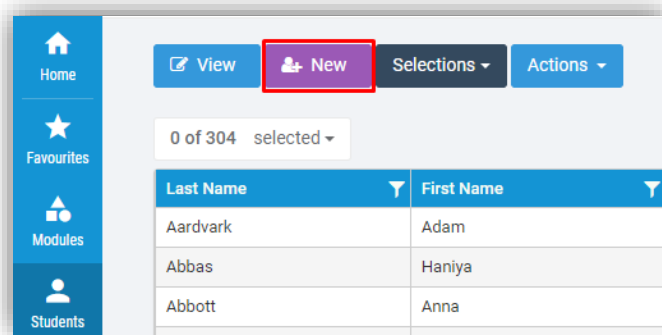 Home
Favourites
Modules
Students
View New Selections Actions
0 of 304 selected
Last Name First Name
Aardvark Adam
Abbas Haniya
Abbott Anna